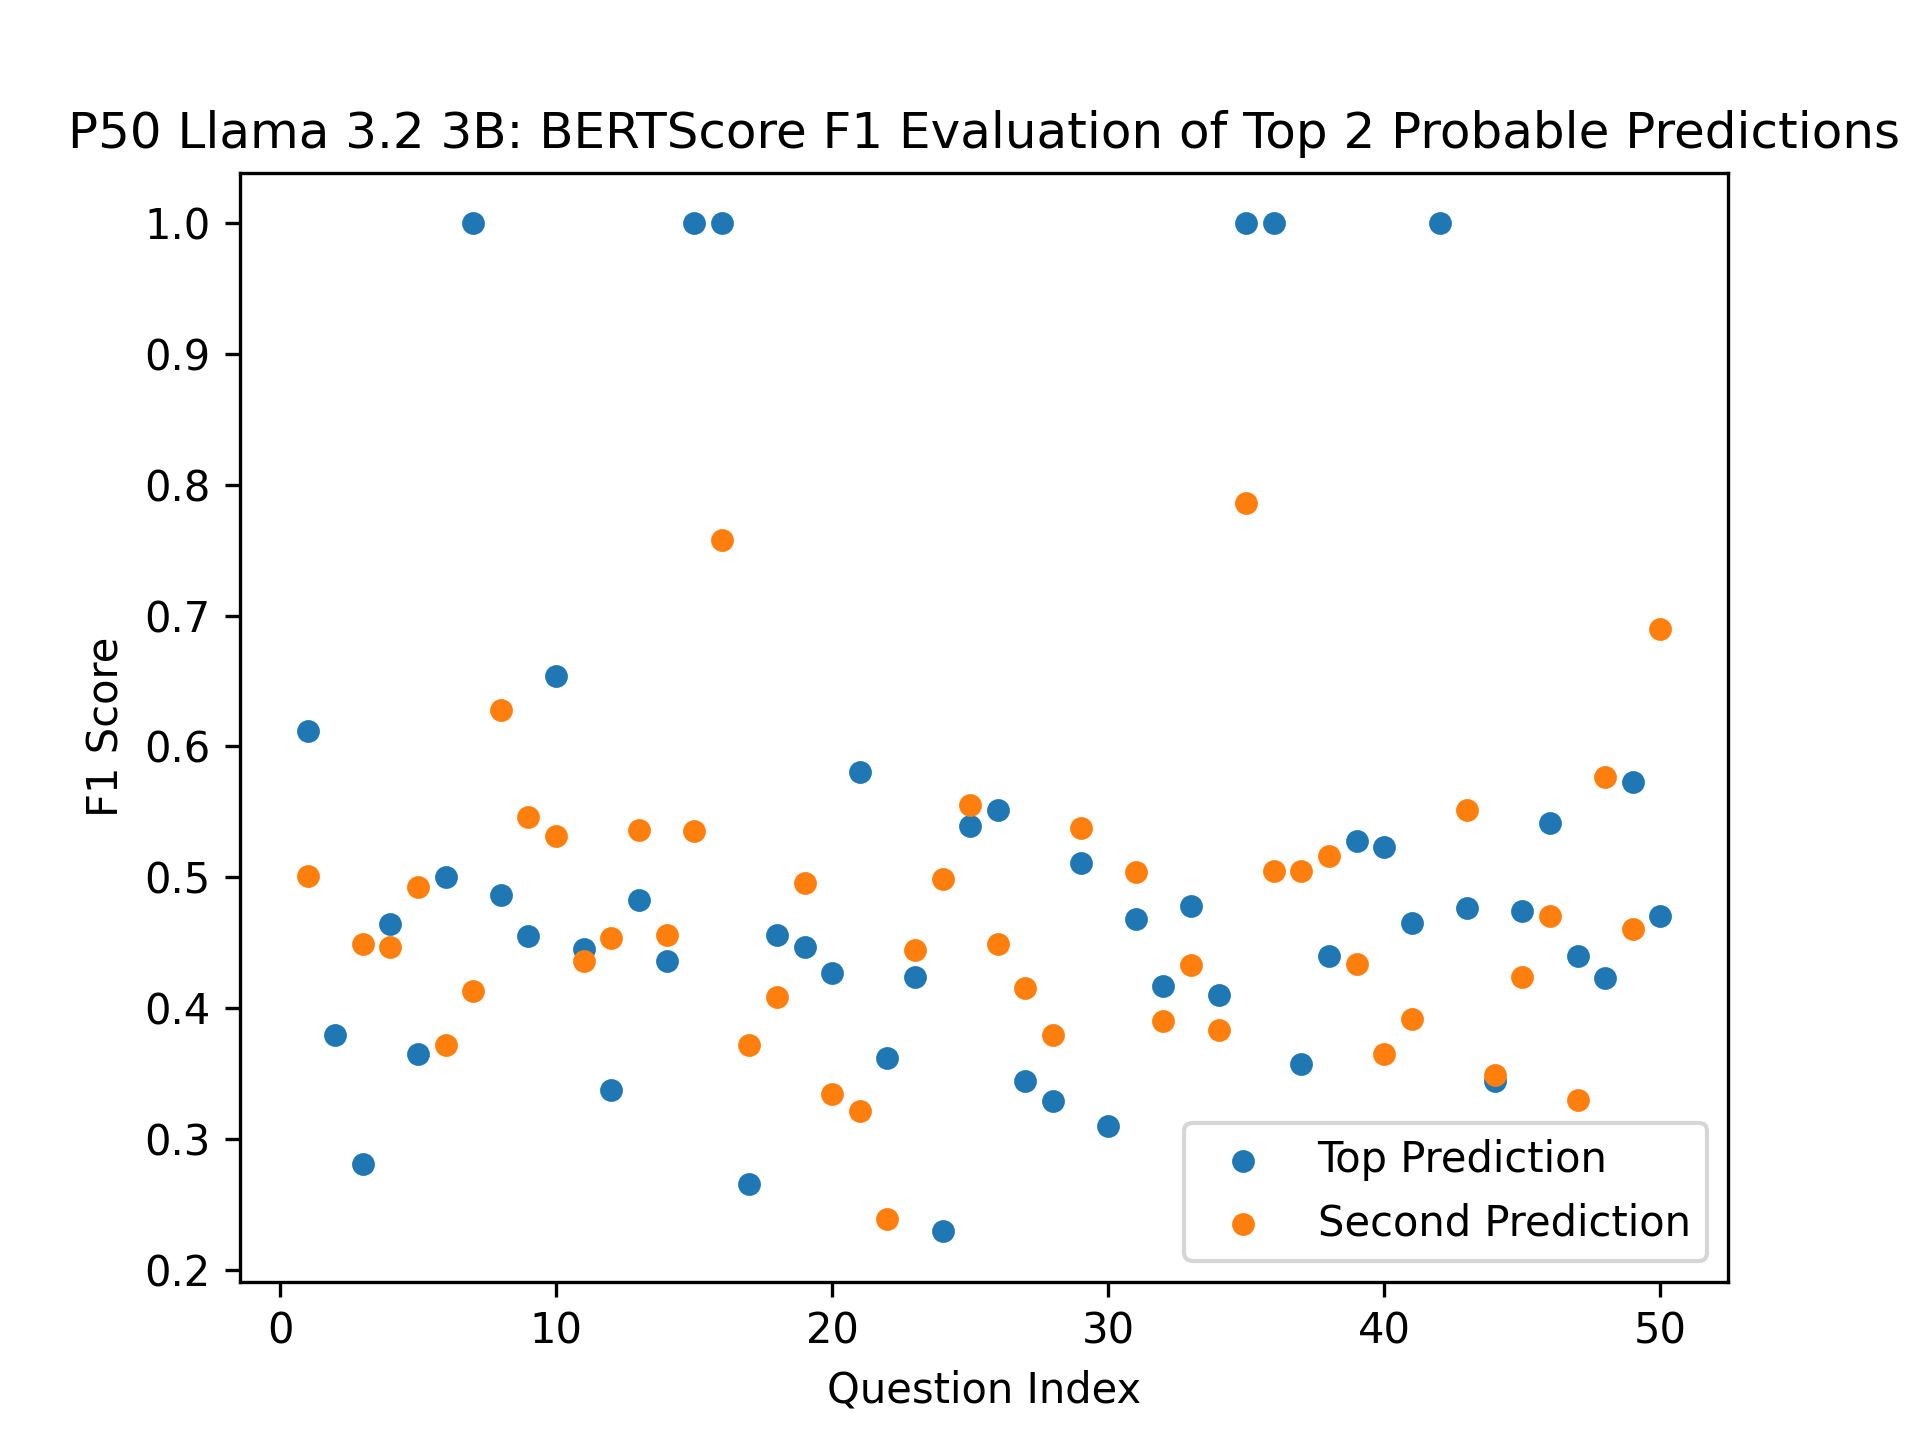 P50 Llama 3.2 3B: BERTScore F1 Evaluation of Top 2 Probable Predictions
1.0
0.9
0.8
0.7
0.6
0.5
0.4
0.3
0.2
F1 Score
Top Prediction
Second Prediction
0 10 20 30 40 50
Question Index